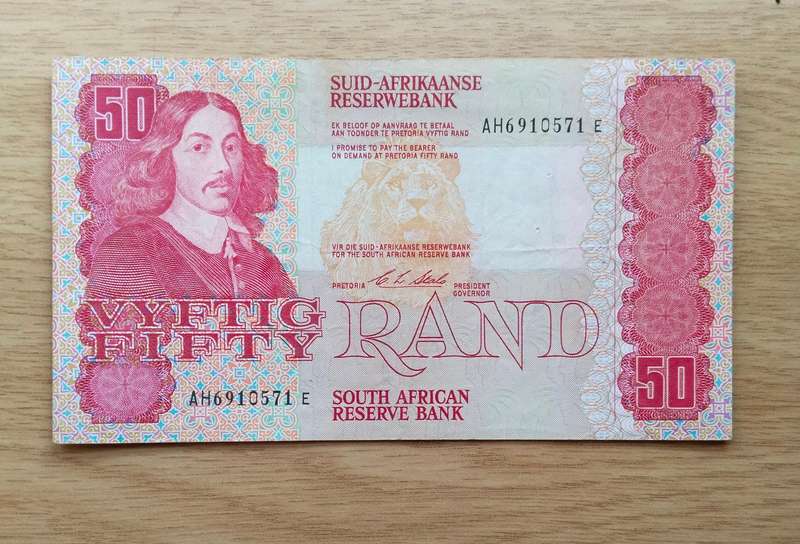 50
SUID-AFRIKAANSE
RESERWEBANK
EK BELOOF OP AANVRAAG TE BETAAL
AAN TOONDER TE PRETORIA VYFTIG RAND
AH6910571 E
I PROMISE TO PAY THE BEARER
ON DEMAND AT PRETORIA FIFTY RAND
VIR DIE SUID-AFRIKAANSE RESERWEBANK
FOR THE SOUTH AFRICAN RESERVE BANK
PRETORIA
PRESIDENT
GOVERNOR
VYFTIG
FIFTY
RAND
50
AH6910571 E
SOUTH AFRICAN
RESERVE BANK